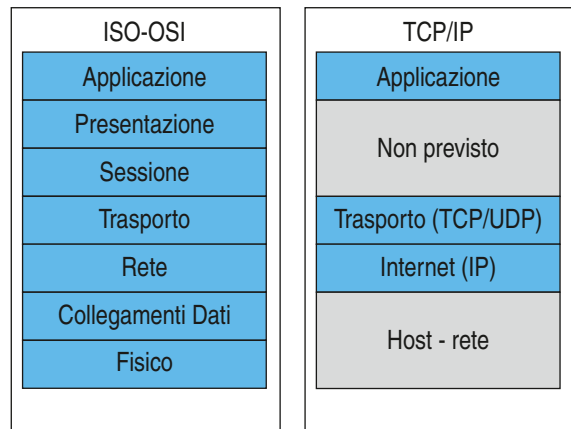 ISO-OSI
Applicazione
Presentazione
Sessione
Trasporto
Rete
Collegamenti Dati
Fisico
TCP/IP
Applicazione
Non previsto
Trasporto (TCP/UDP)
Internet (IP)
Host - rete